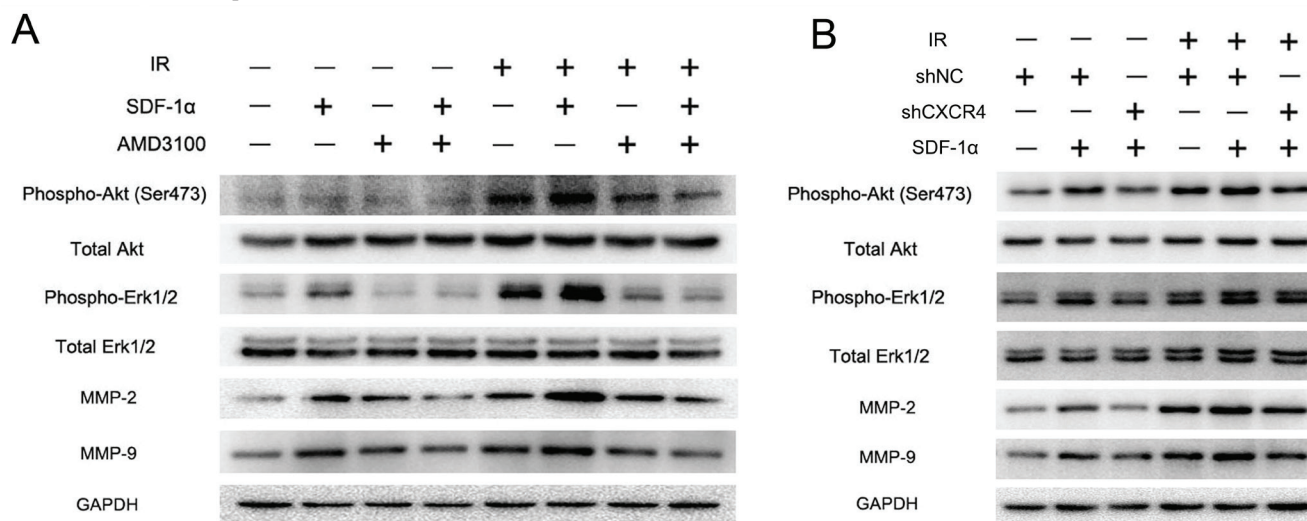 A
IR — — — — + + + +
SDF-1α — + — + — + — +
AMD3100 — — + + — — + +
Phospho-Akt (Ser473)
Total Akt
Phospho-Erk1/2
Total Erk1/2
MMP-2
MMP-9
GAPDH
B
IR — — — + + +
shNC + + — + + —
shCXCR4 — — + — — +
SDF-1α — + + — + +
Phospho-Akt (Ser473)
Total Akt
Phospho-Erk1/2
Total Erk1/2
MMP-2
MMP-9
GAPDH